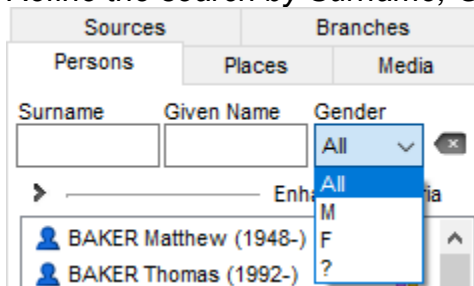 Refine the search by Surname, G
Sources Branches
Persons Places Media
Surname Given Name Gender
All
All
Enh ia
M
BAKER Matthew (1948-) F
BAKER Thomas (1992-) ?